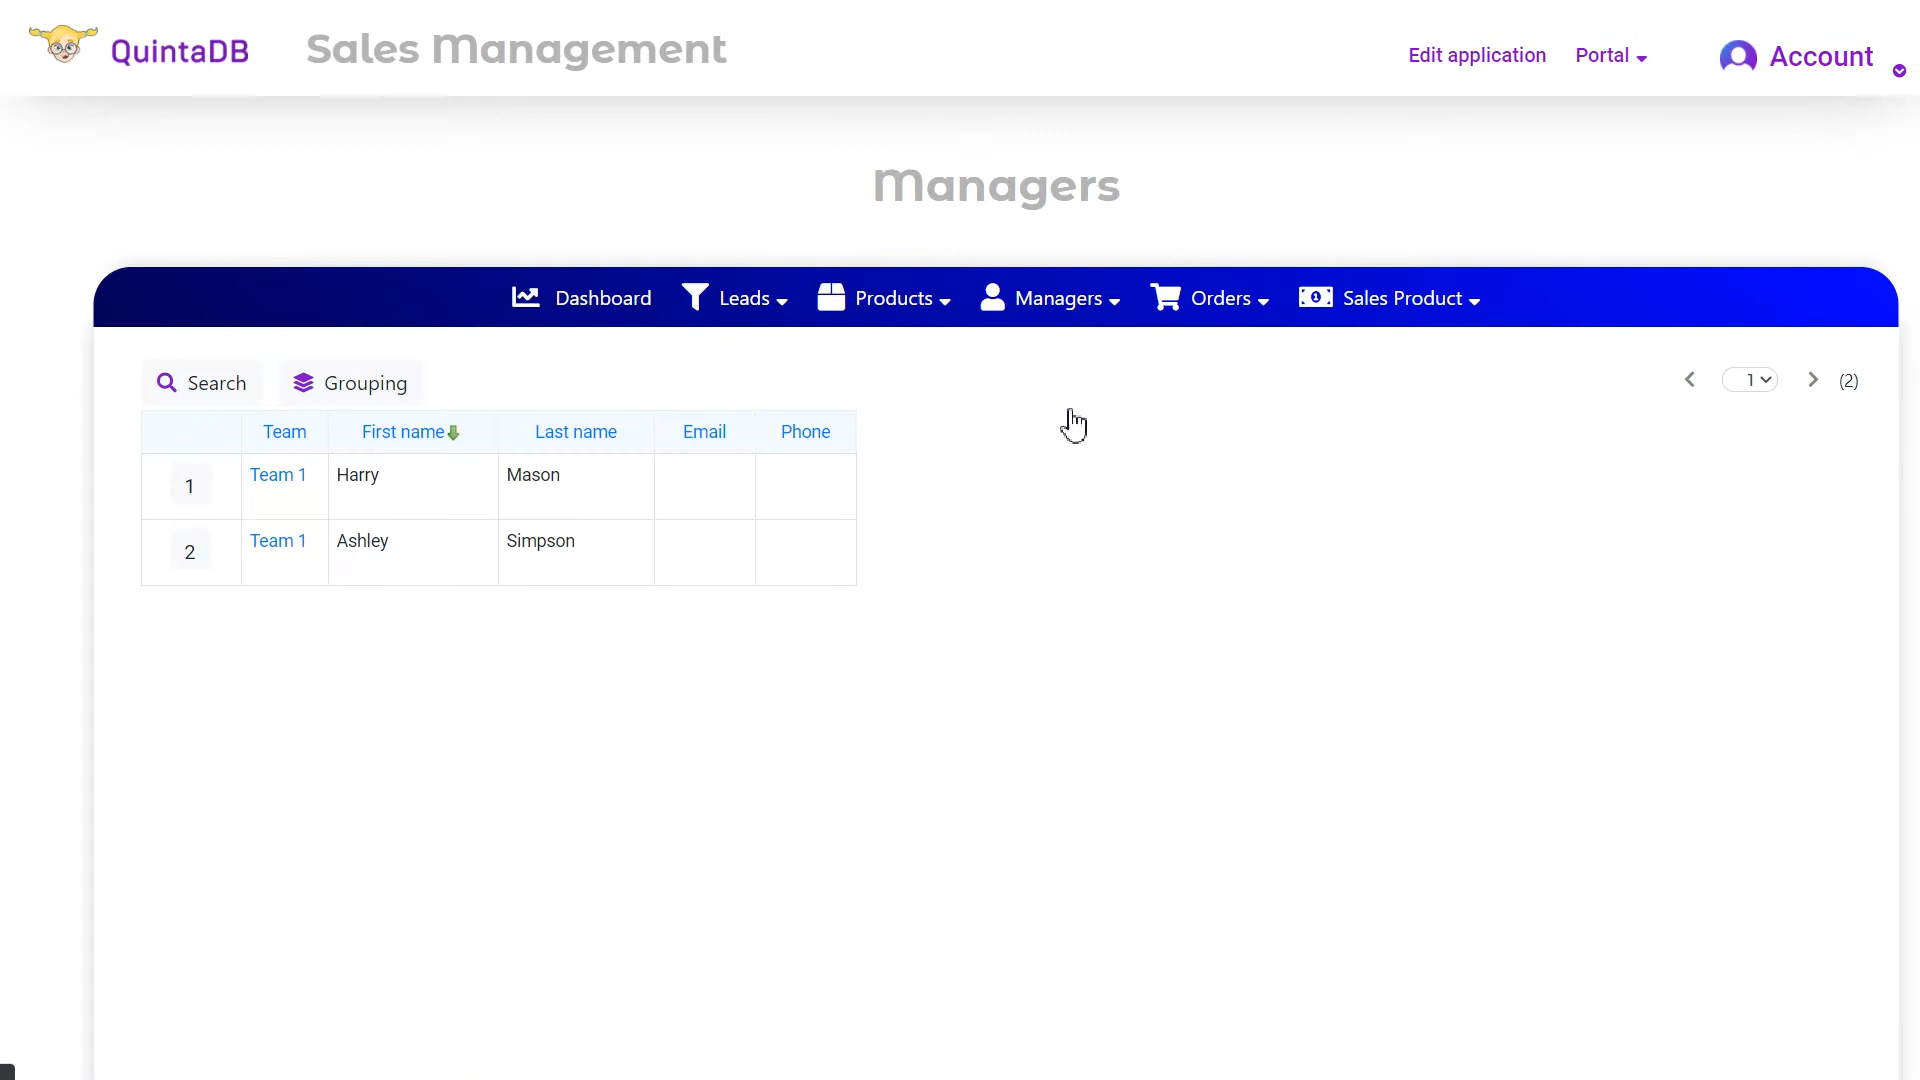 QuintaDB
Sales Management
Edit application
Portal
Account
Managers
Dashboard
Leads
Products
Managers
Orders
Sales Product
Search
Grouping
1
(2)
Team First name Last name Email Phone
1 Team 1 Harry Mason
2 Team 1 Ashley Simpson